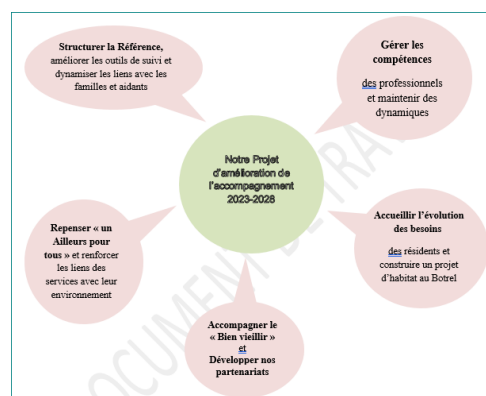 Structurer la Référence,
améliorer les outils de suivi et
dynamiser les liens avec les
familles et aidants
Gérer les
compétences
des professionnels
et maintenir des
dynamiques
Notre Projet
d'amélioration de
l'accompagnement
2023-2028
Repenser « un
Ailleurs pour
tous » et renforcer
les liens des
services avec leur
environnement
Accueillir l'évolution
des besoins
des résidents et
construire un projet
d'habitat au Botrel
Accompagner le
« Bien vieillir »
et
Développer nos
partenariats
DOCUMENT DE TRA